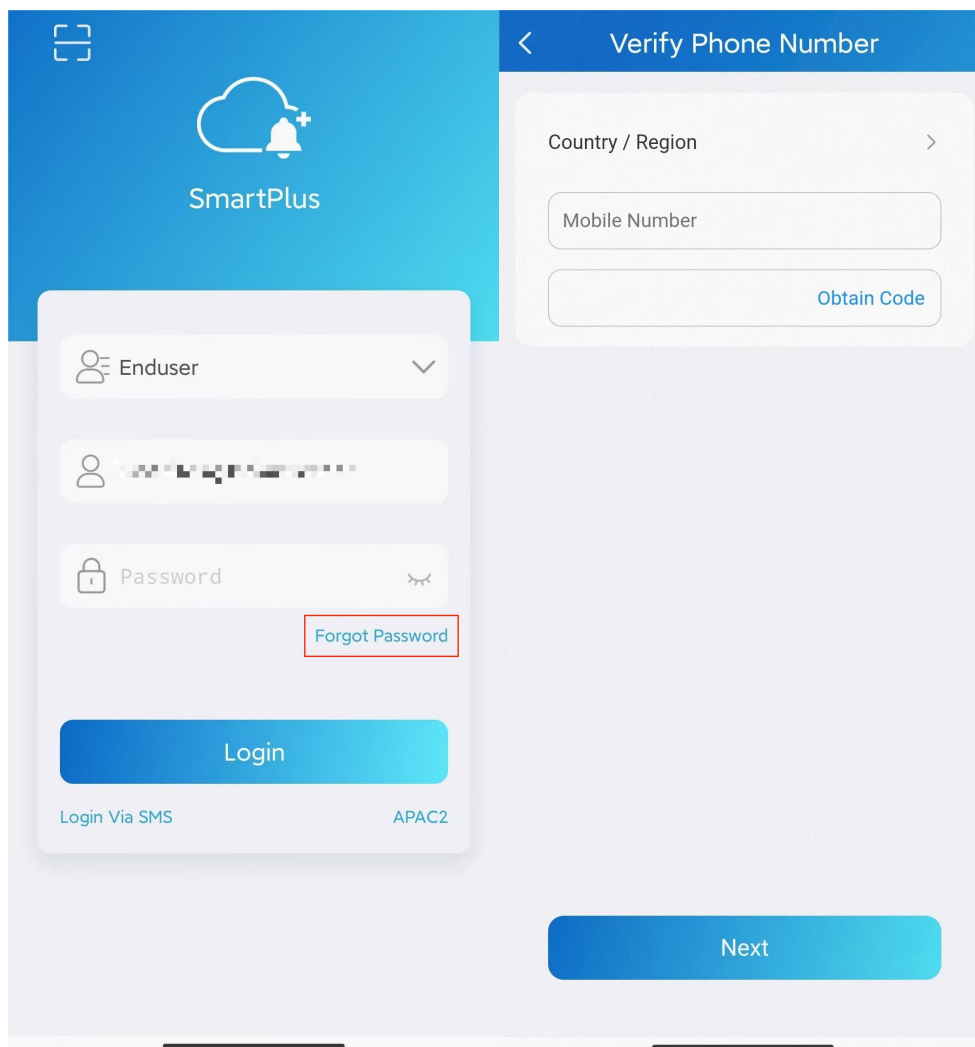 SmartPlus
Enduser
Password
Forgot Password
Login
Login Via SMS
APAC2
Verify Phone Number
Country / Region
Mobile Number
Obtain Code
Next